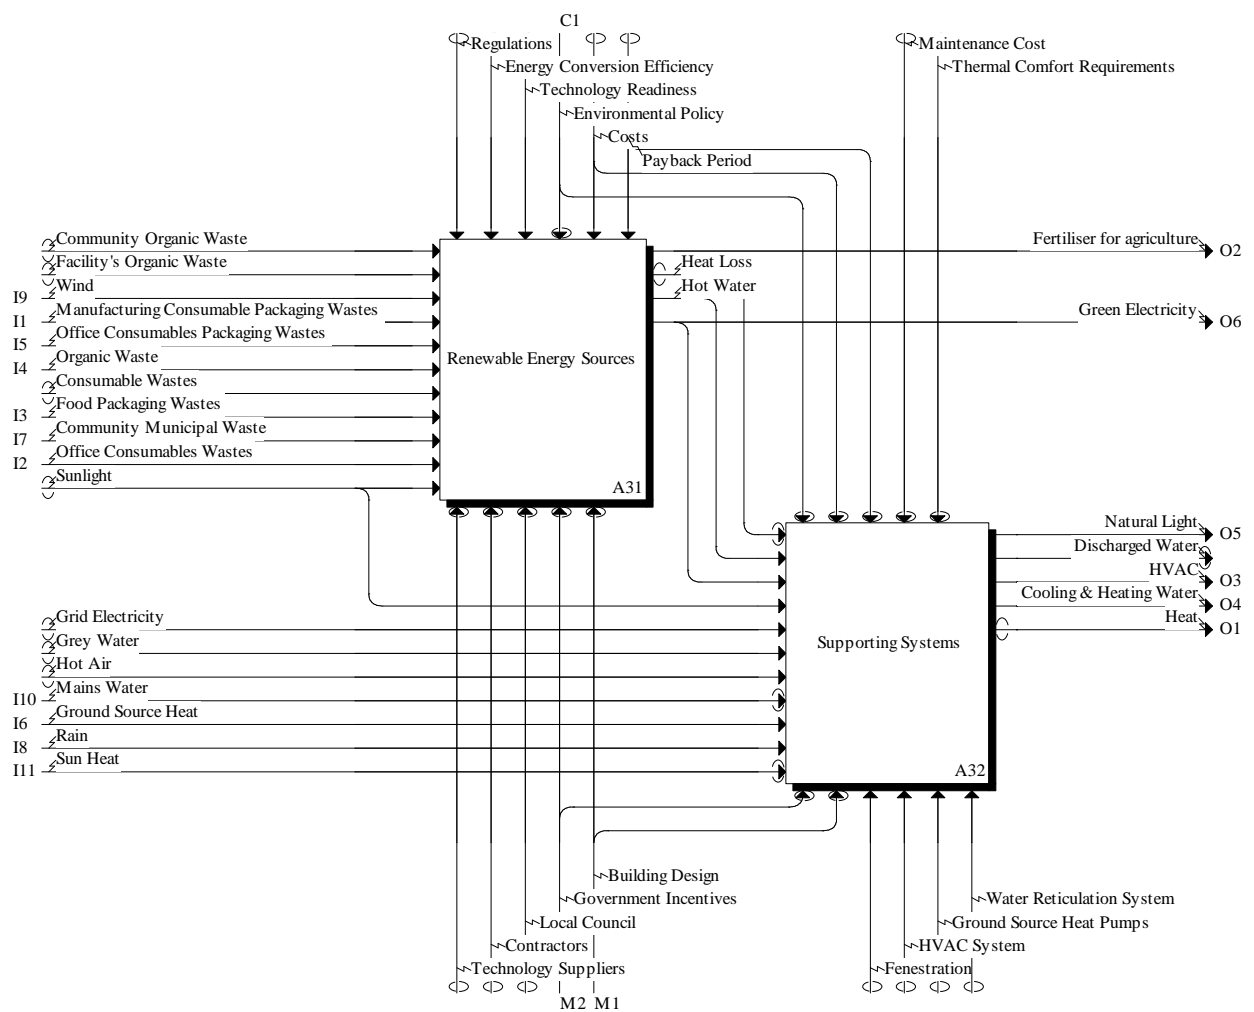 C1
Regulations
Maintenance Cost
Energy Conversion Efficiency
Thermal Comfort Requirements
Technology Readiness
Environmental Policy
Costs
Payback Period
Community Organic Waste
Fertiliser for agriculture
O2
Facility's Organic Waste
Heat Loss
I9
Wind
Hot Water
I1
Manufacturing Consumable Packaging Wastes
Green Electricity
O6
I5
Office Consumables Packaging Wastes
I4
Organic Waste
Renewable Energy Sources
Consumable Wastes
I3
Food Packaging Wastes
I7
Community Municipal Waste
I2
Office Consumables Wastes
Sunlight
A31
Natural Light
O5
Discharged Water
HVAC
O3
Cooling & Heating Water
O4
Grid Electricity
Heat
O1
Grey Water
Supporting Systems
Hot Air
I10
Mains Water
I6
Ground Source Heat
I8
Rain
I11
Sun Heat
A32
Building Design
Government Incentives
Water Reticulation System
Local Council
Ground Source Heat Pumps
Contractors
HVAC System
Technology Suppliers
Fenestration
M2
M1